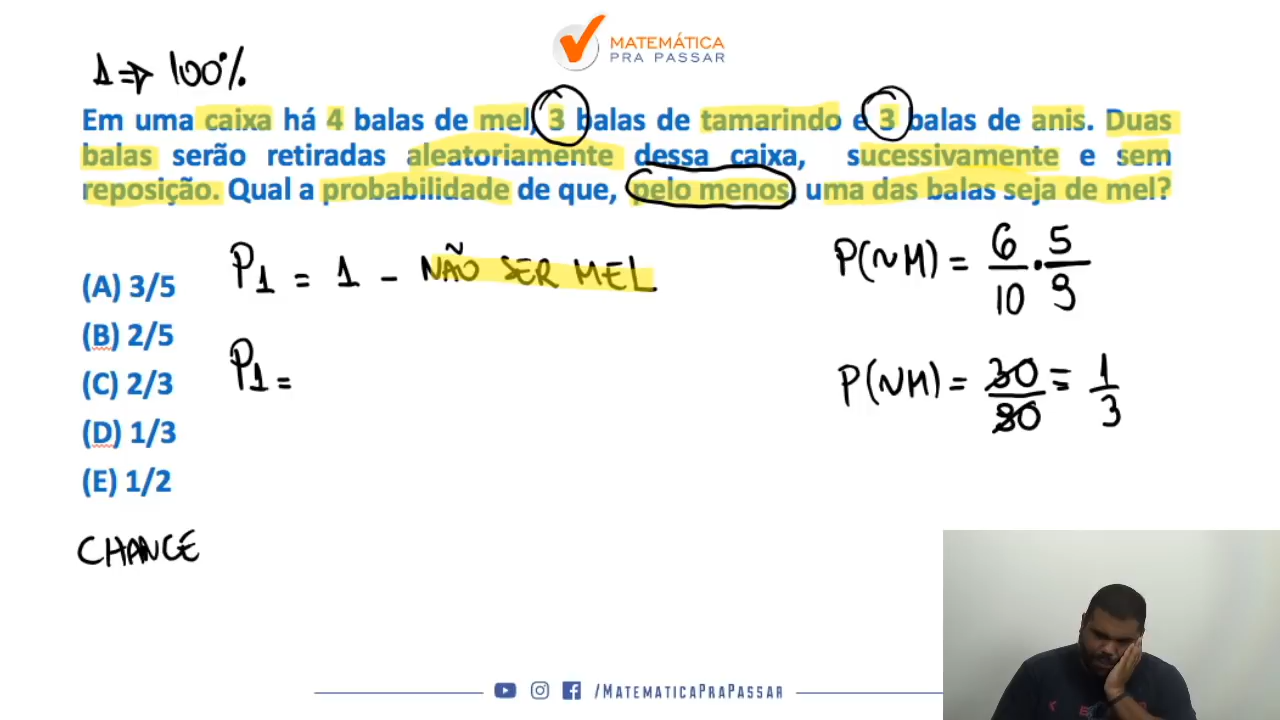 MATEMÁTICA
PRA PASSAR
1 ⇒ 100%
Em uma caixa há 4 balas de mel, 3 balas de tamarindo e 3 balas de anis. Duas
balas serão retiradas aleatoriamente dessa caixa, sucessivamente e sem
reposição. Qual a probabilidade de que, pelo menos, uma das balas seja de mel?
P1 = 1 - NÃO SER MEL
P(NM) = 6/10 . 5/9
(A) 3/5
(B) 2/5
P1 =
P(NM) = 30/90 = 1/3
(C) 2/3
(D) 1/3
(E) 1/2
CHANCE
/MATEMATICAPRAPASSAR